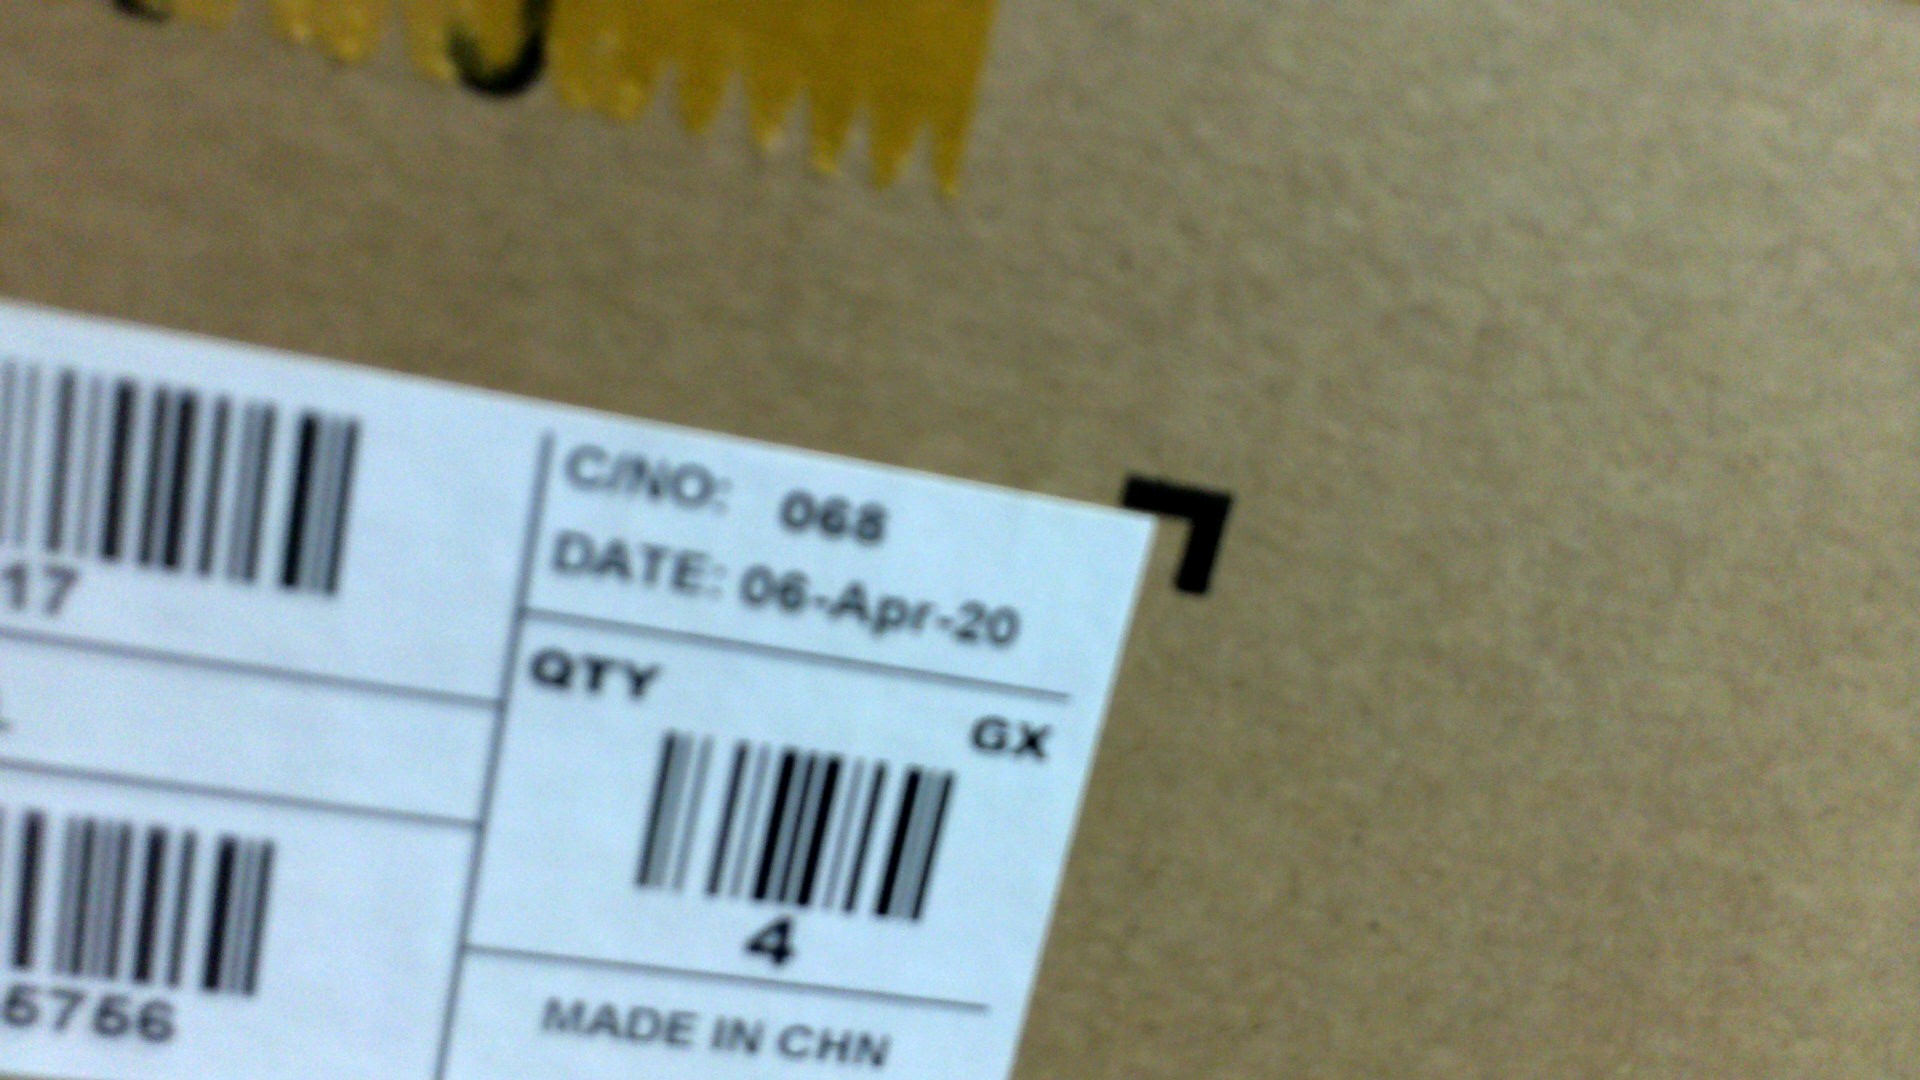 C/NO: 068
DATE: 06-Apr-20
17
QTY
GX
4
5756
MADE IN CHN